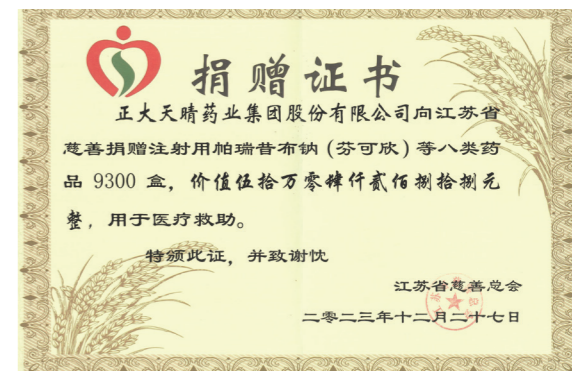 捐赠证书
正大天晴药业集团股份有限公司向江苏省
慈善捐赠注射用帕瑞昔布钠（芬可欣）等八类药
品 9300 盒，价值伍拾万零肆仟贰佰捌拾捌元
整，用于医疗救助。
特颁此证，并致谢忱
江苏省慈善总会
二零二三年十二月二十七日